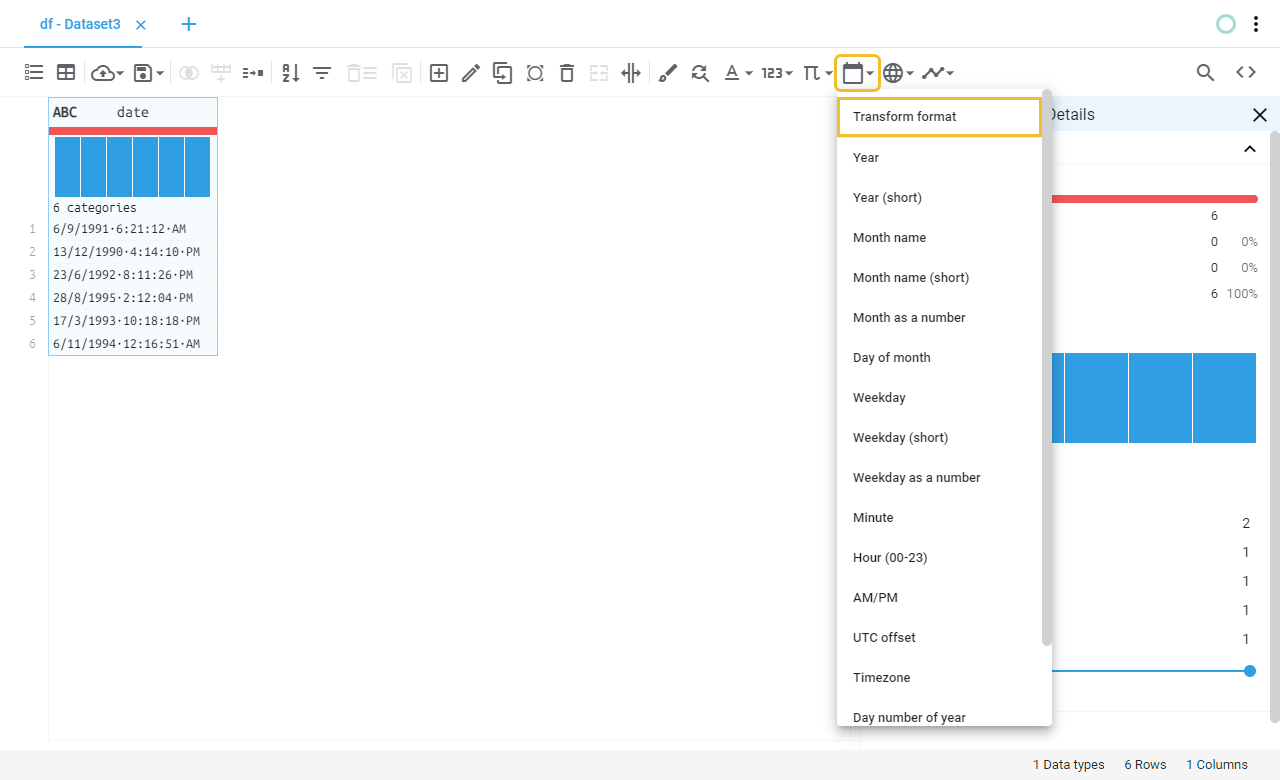 df - Dataset3
123
ABC date
6 categories
1 6/9/1991·6:21:12·AM
2 13/12/1990·4:14:10·PM
3 23/6/1992·8:11:26·PM
4 28/8/1995·2:12:04·PM
5 17/3/1993·10:18:18·PM
6 6/11/1994·12:16:51·AM
Transform format
Year
Year (short)
Month name
Month name (short)
Month as a number
Day of month
Weekday
Weekday (short)
Weekday as a number
Minute
Hour (00-23)
AM/PM
UTC offset
Timezone
Day number of year
Details
6
0 0%
0 0%
6 100%
2
1
1
1
1
1 Data types 6 Rows 1 Columns